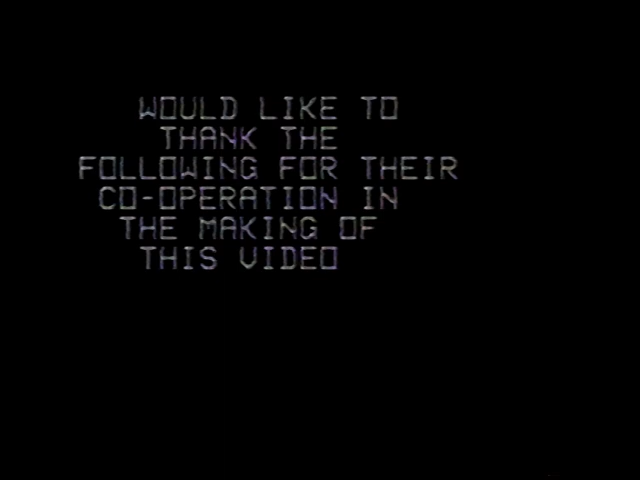 WOULD LIKE TO
THANK THE
FOLLOWING FOR THEIR
CO-OPERATION IN
THE MAKING OF
THIS VIDEO